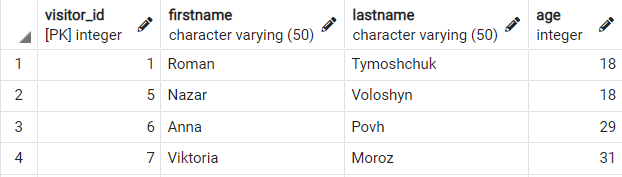 visitor_id firstname lastname age
[PK] integer character varying (50) character varying (50) integer
1 1 Roman Tymoshchuk 18
2 5 Nazar Voloshyn 18
3 6 Anna Povh 29
4 7 Viktoria Moroz 31